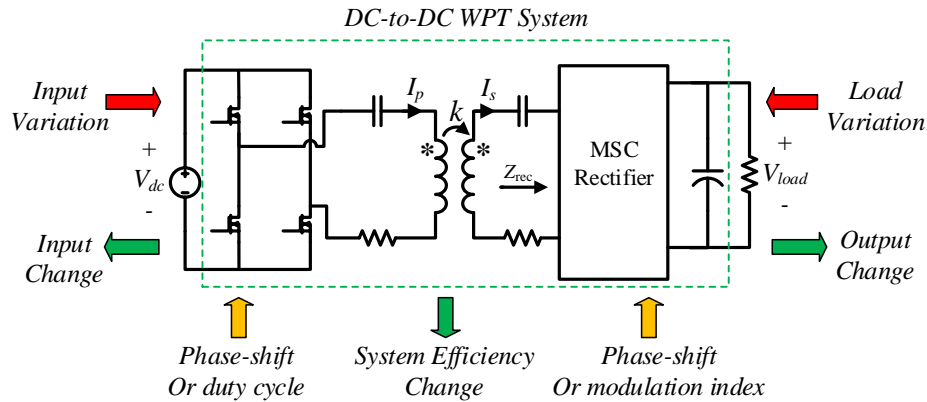 DC-to-DC WPT System
Input
Variation
I_p
k
I_s
*
*
MSC
Rectifier
Z_rec
Load
Variation
+
V_dc
-
+
V_load
-
Input
Change
Output
Change
Phase-shift
Or duty cycle
System Efficiency
Change
Phase-shift
Or modulation index